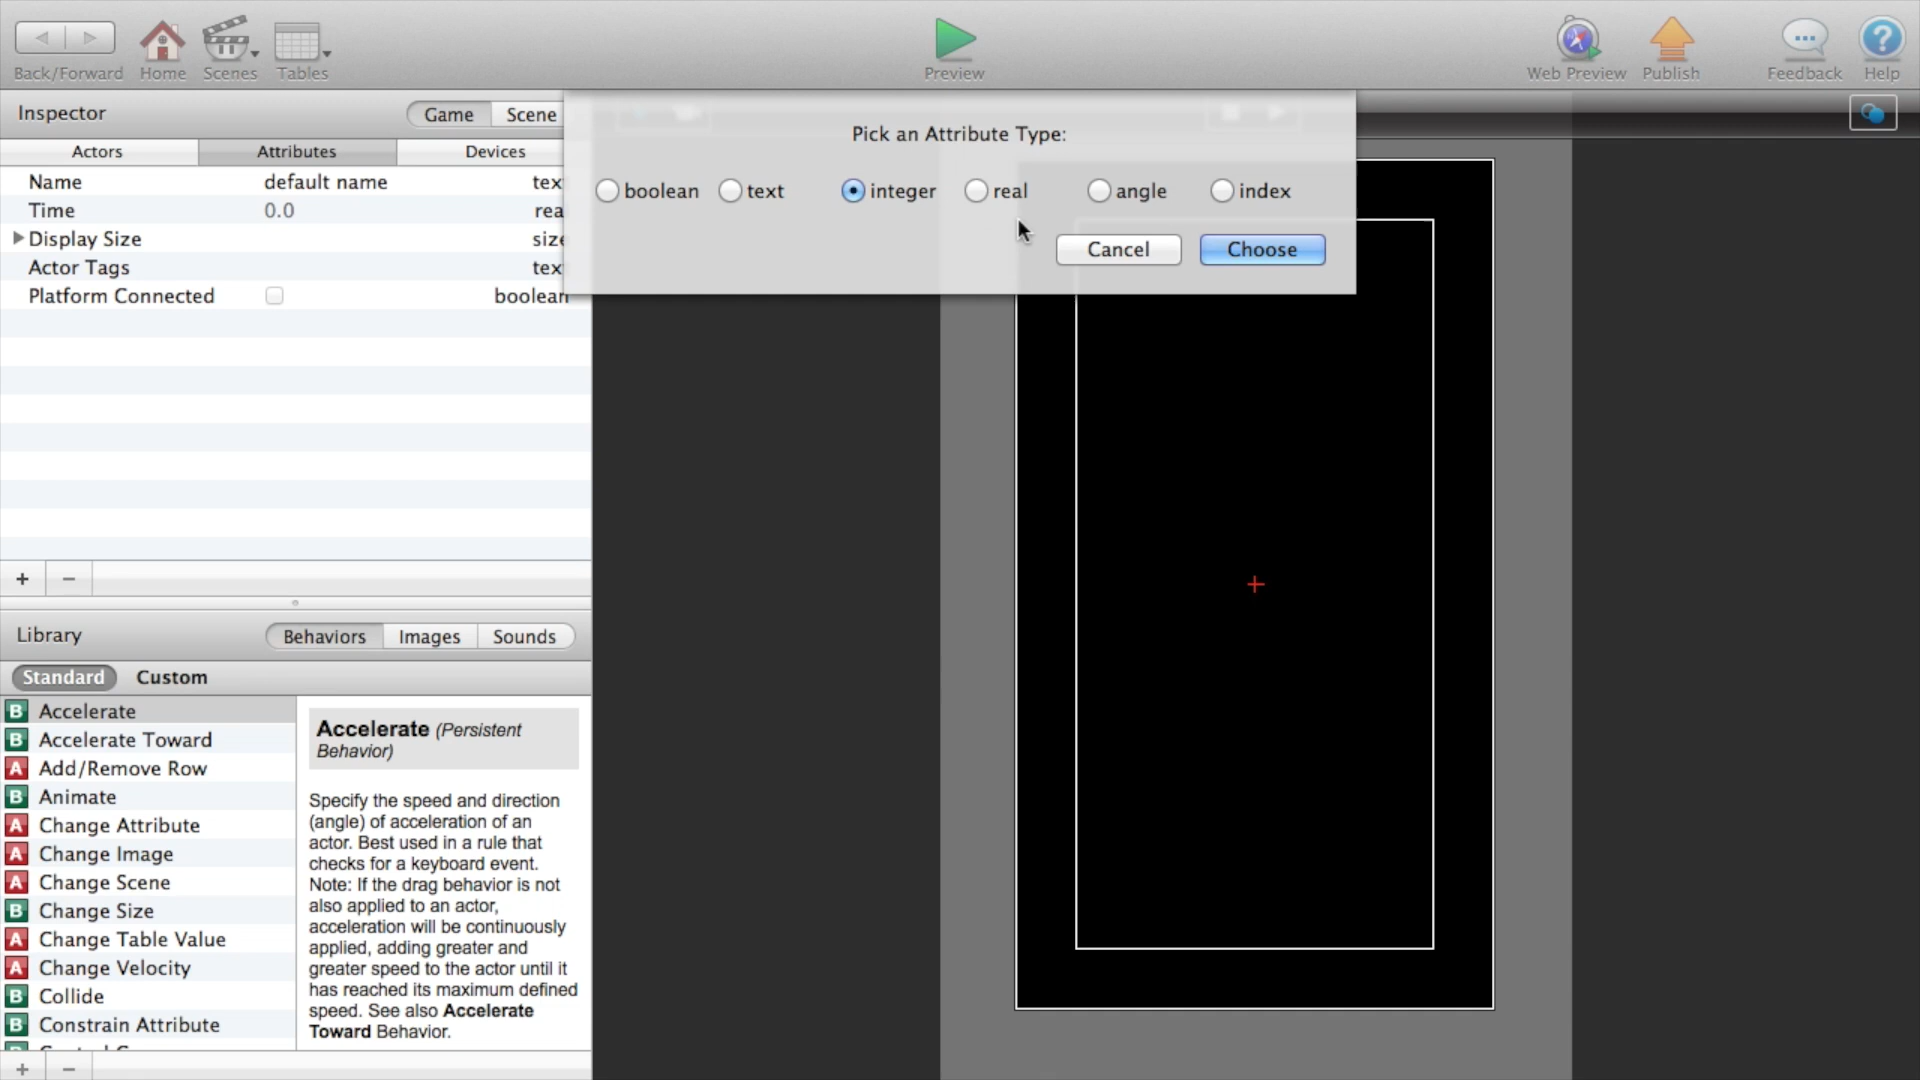 Back/Forward
Home
Scenes
Tables
Preview
Web Preview
Publish
Feedback
Help
Inspector
Game
Scene
Pick an Attribute Type:
Actors
Attributes
Devices
boolean
text
integer
real
angle
index
Name
default name
tex
Time
0.0
rea
Display Size
size
Cancel
Choose
Actor Tags
tex
Platform Connected
boolean
+
−
Library
Behaviors
Images
Sounds
Standard
Custom
B Accelerate
B Accelerate Toward
A Add/Remove Row
B Animate
A Change Attribute
A Change Image
A Change Scene
B Change Size
A Change Table Value
A Change Velocity
B Collide
B Constrain Attribute
Accelerate (Persistent
Behavior)
Specify the speed and direction
(angle) of acceleration of an
actor. Best used in a rule that
checks for a keyboard event.
Note: If the drag behavior is not
also applied to an actor,
acceleration will be continuously
applied, adding greater and
greater speed to the actor until it
has reached its maximum defined
speed. See also Accelerate
Toward Behavior.
+
−